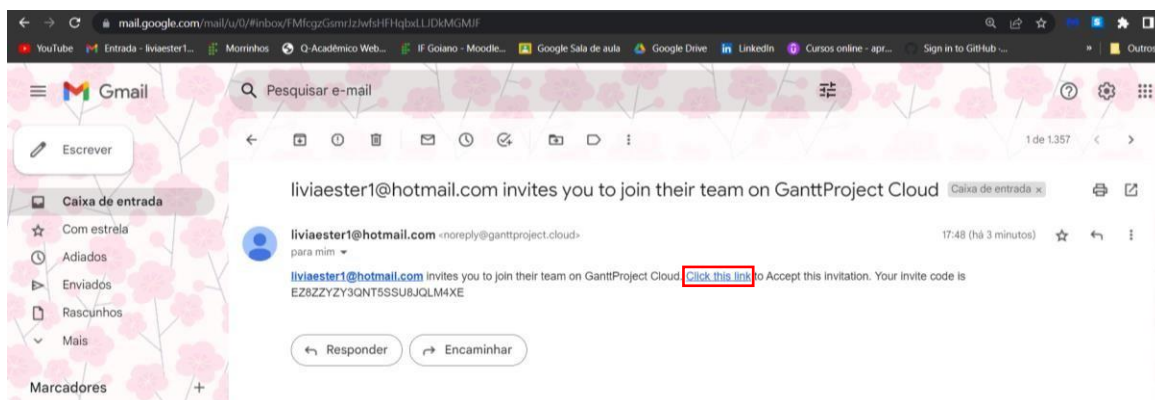 mail.google.com/mail/u/0/#inbox/FMfcgzGsmrJzJwfsHFHqbxLLJDkMGMJF
YouTube Entrada - liviaester1... Morrinhos Q-Acadêmico Web... IF Goiano - Moodle... Google Sala de aula Google Drive LinkedIn Cursos online - apr... Sign in to GitHub ·... » Outros
Gmail Pesquisar e-mail
Escrever 1 de 1.357
liviaester1@hotmail.com invites you to join their team on GanttProject Cloud Caixa de entrada x
Caixa de entrada
Com estrela liviaester1@hotmail.com <noreply@ganttproject.cloud> 17:48 (há 3 minutos)
Adiados para mim
Enviados liviaester1@hotmail.com invites you to join their team on GanttProject Cloud. Click this link to Accept this invitation. Your invite code is
Rascunhos EZ8ZZYZY3QNT5SSU8JQLM4XE
Mais Responder Encaminhar
Marcadores +